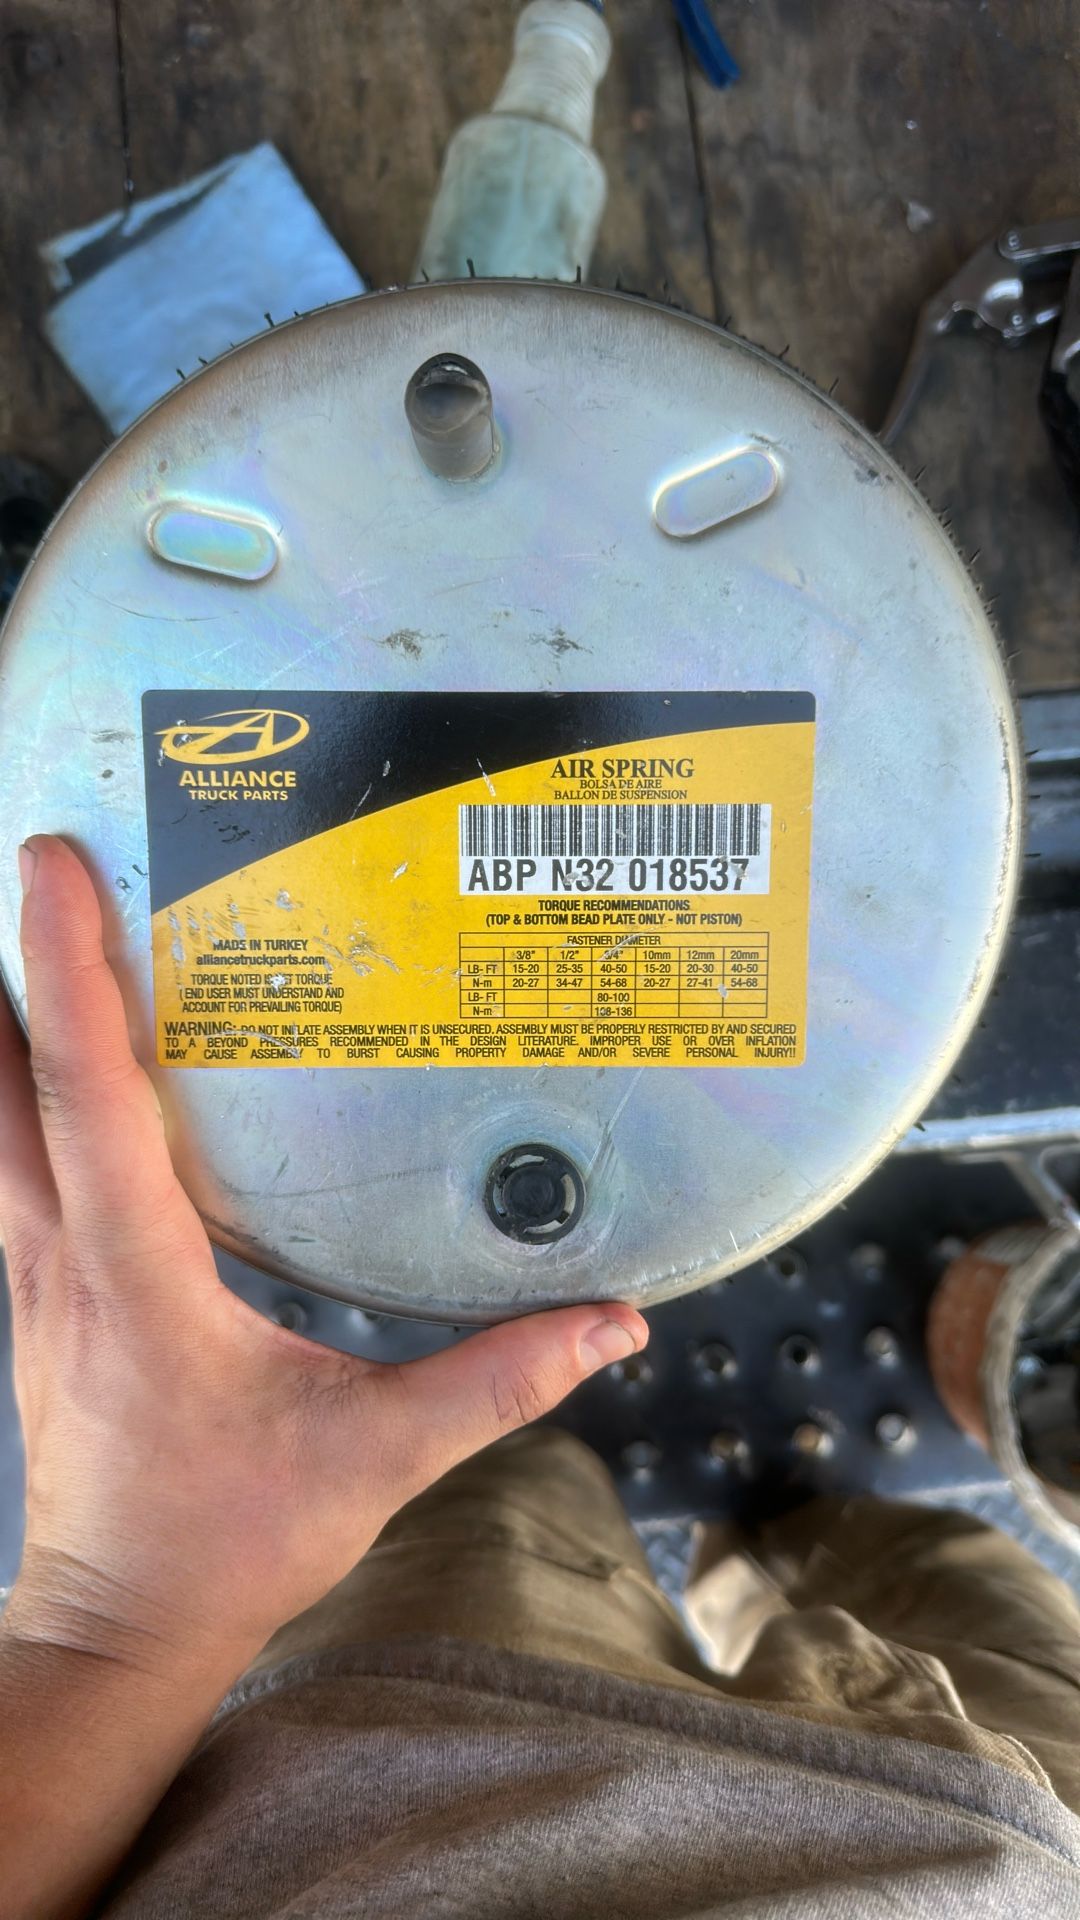 ALLIANCE
TRUCK PARTS
AIR SPRING
BOLSA DE AIRE
BALLON DE SUSPENSION
ABP N32 018537
TORQUE RECOMMENDATIONS
(TOP & BOTTOM BEAD PLATE ONLY - NOT PISTON)
FASTENER DIAMETER
3/8" 1/2" 3/4" 10mm 12mm 20mm
LB- FT 15-20 25-35 40-50 15-20 20-30 40-50
N-m 20-27 34-47 54-68 20-27 27-41 54-68
LB- FT 80-100
N-m 108-136
MADE IN TURKEY
alliancetruckparts.com
TORQUE NOTED IS NET TORQUE
( END USER MUST UNDERSTAND AND
ACCOUNT FOR PREVAILING TORQUE)
WARNING: DO NOT INFLATE ASSEMBLY WHEN IT IS UNSECURED. ASSEMBLY MUST BE PROPERLY RESTRICTED BY AND SECURED
TO A BEYOND PRESSURES RECOMMENDED IN THE DESIGN LITERATURE. IMPROPER USE OR OVER INFLATION
MAY CAUSE ASSEMBLY TO BURST CAUSING PROPERTY DAMAGE AND/OR SEVERE PERSONAL INJURY!!